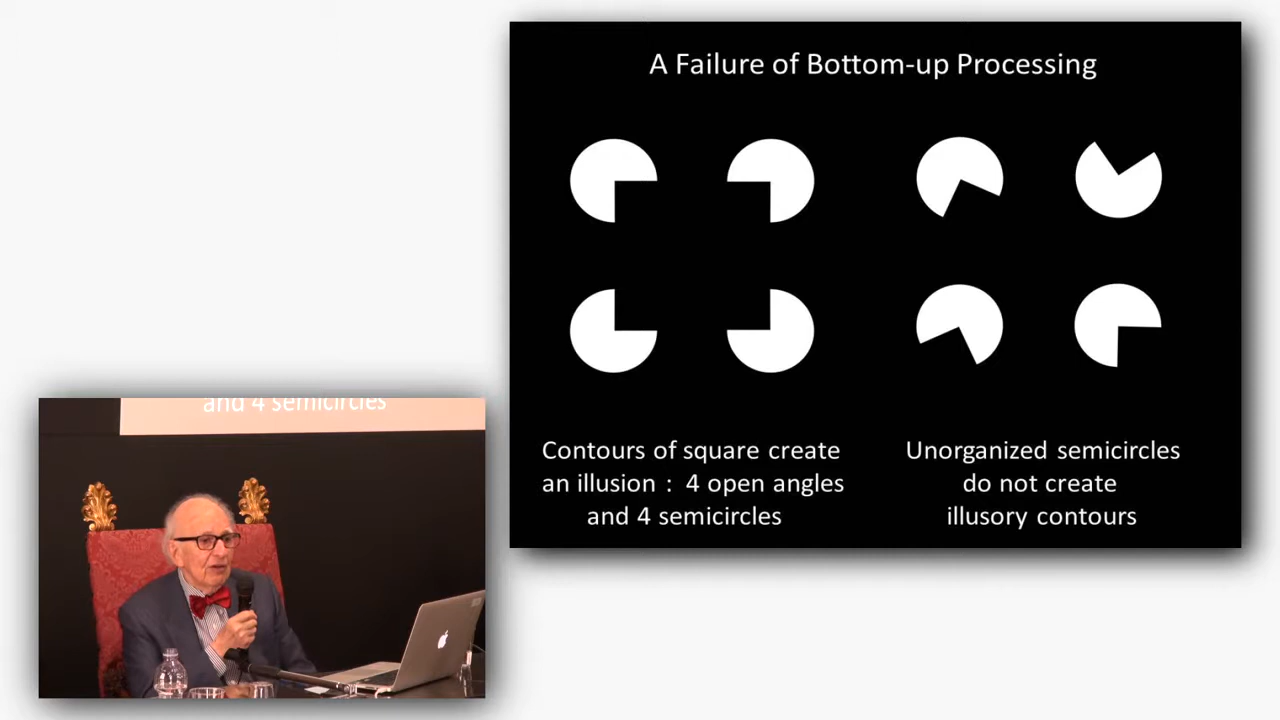 A Failure of Bottom-up Processing
Contours of square create
an illusion : 4 open angles
and 4 semicircles
Unorganized semicircles
do not create
illusory contours
and 4 semicircles